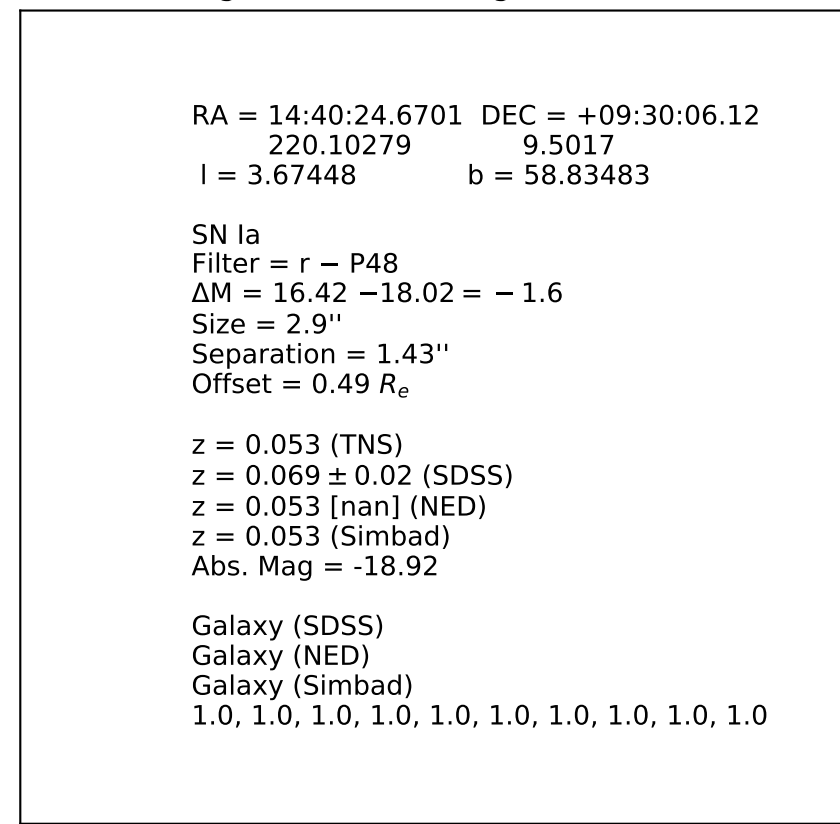 RA = 14:40:24.6701 DEC = +09:30:06.12
220.10279 9.5017
l = 3.67448 b = 58.83483
SN Ia
Filter = r − P48
ΔM = 16.42 −18.02 = − 1.6
Size = 2.9''
Separation = 1.43''
Offset = 0.49 Rₑ
z = 0.053 (TNS)
z = 0.069 ± 0.02 (SDSS)
z = 0.053 [nan] (NED)
z = 0.053 (Simbad)
Abs. Mag = -18.92
Galaxy (SDSS)
Galaxy (NED)
Galaxy (Simbad)
1.0, 1.0, 1.0, 1.0, 1.0, 1.0, 1.0, 1.0, 1.0, 1.0